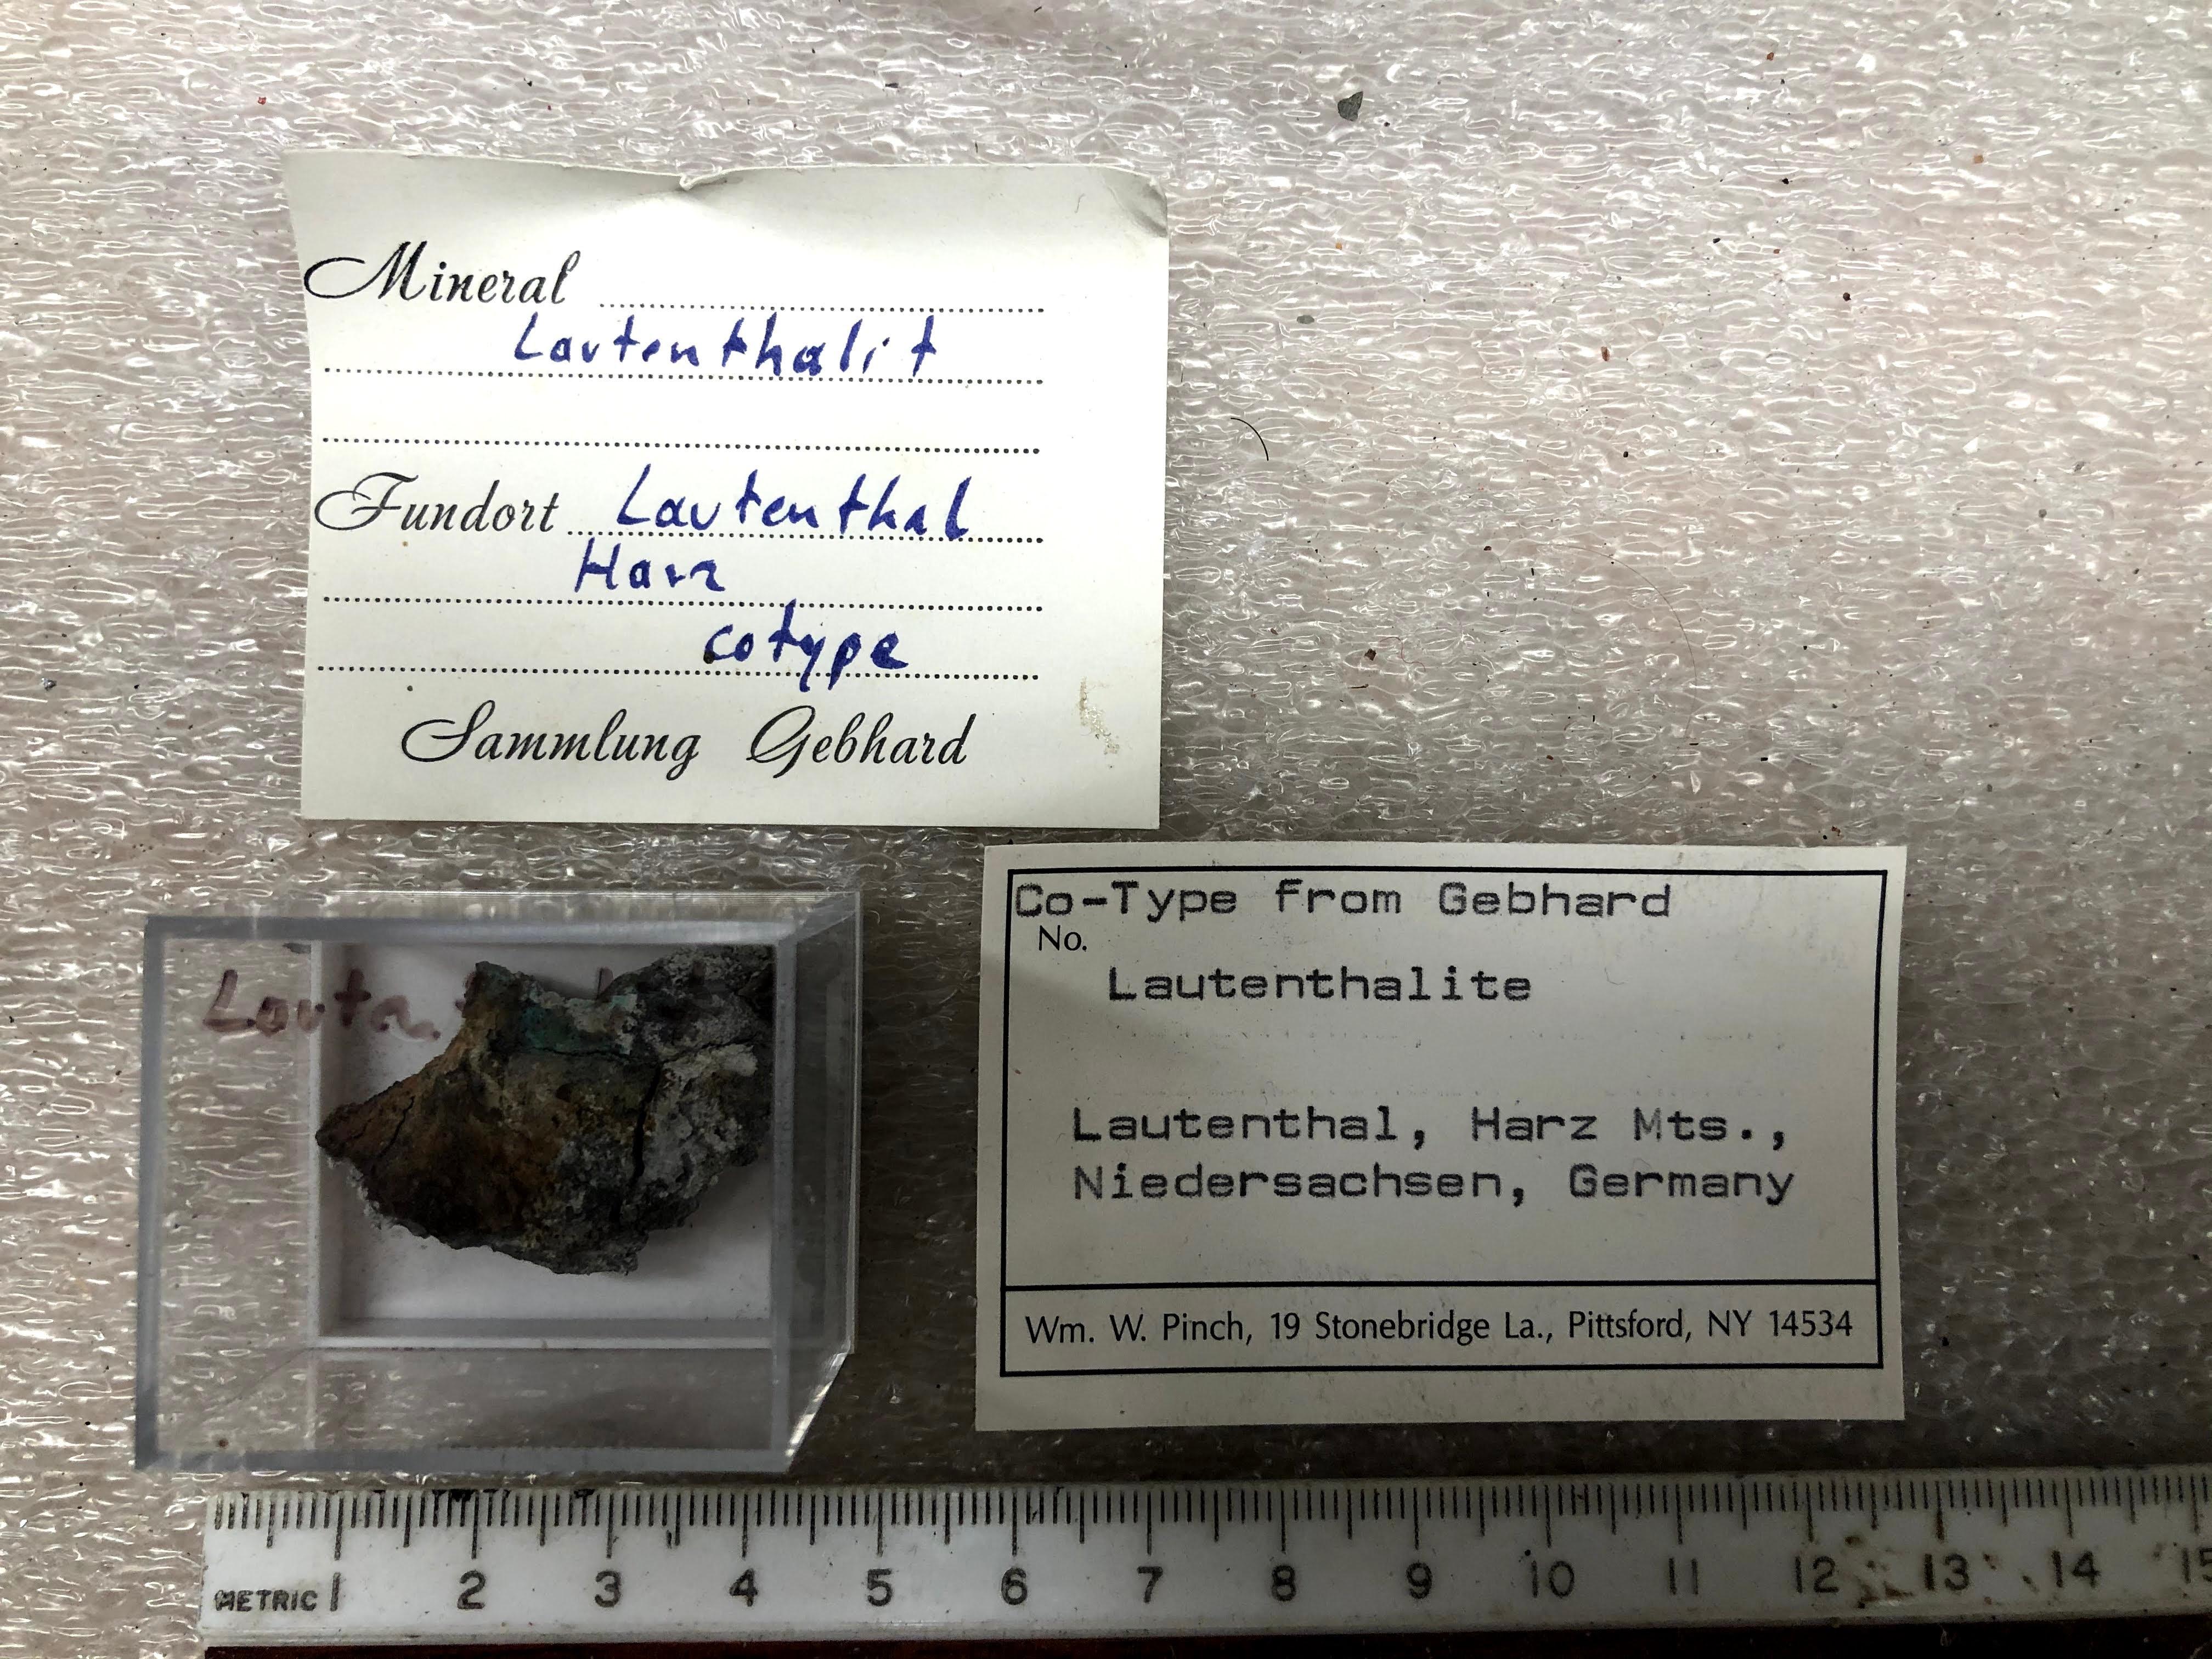 Mineral
Lautenthalit
Fundort Lautenthal
Harz
cotype
Sammlung Gebhard
Co-Type from Gebhard
No.
Lautenthalite
Lautenthal, Harz Mts.,
Niedersachsen, Germany
Wm. W. Pinch, 19 Stonebridge La., Pittsford, NY 14534
METRIC 1 2 3 4 5 6 7 8 9 10 11 12 13 14 15